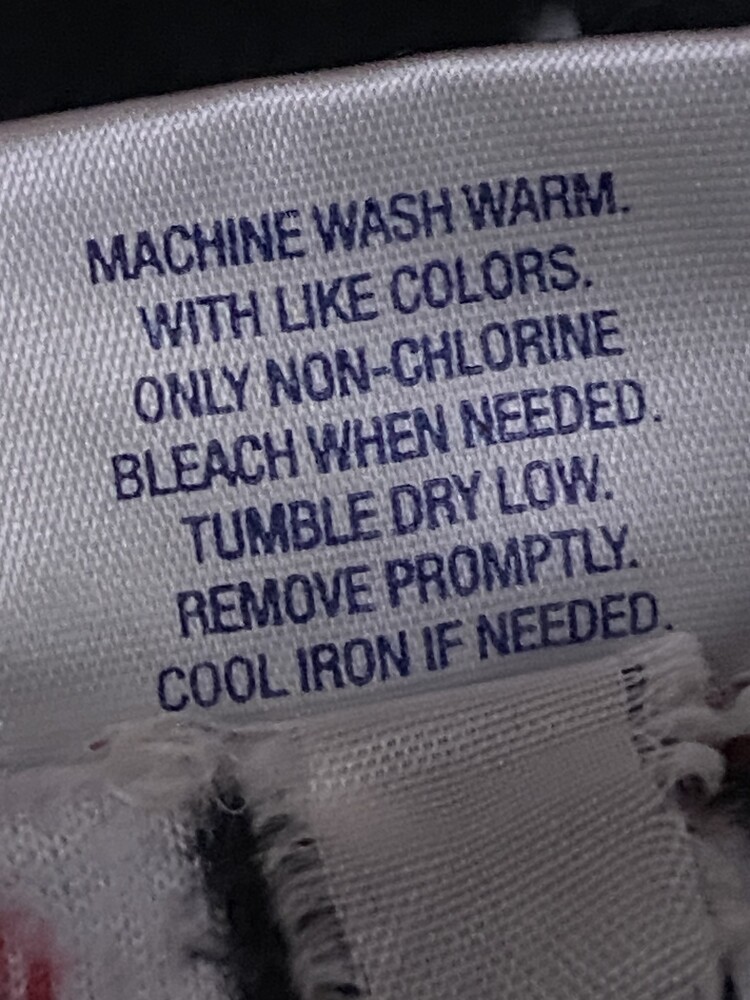 MACHINE WASH WARM.
WITH LIKE COLORS.
ONLY NON-CHLORINE
BLEACH WHEN NEEDED.
TUMBLE DRY LOW.
REMOVE PROMPTLY.
COOL IRON IF NEEDED.